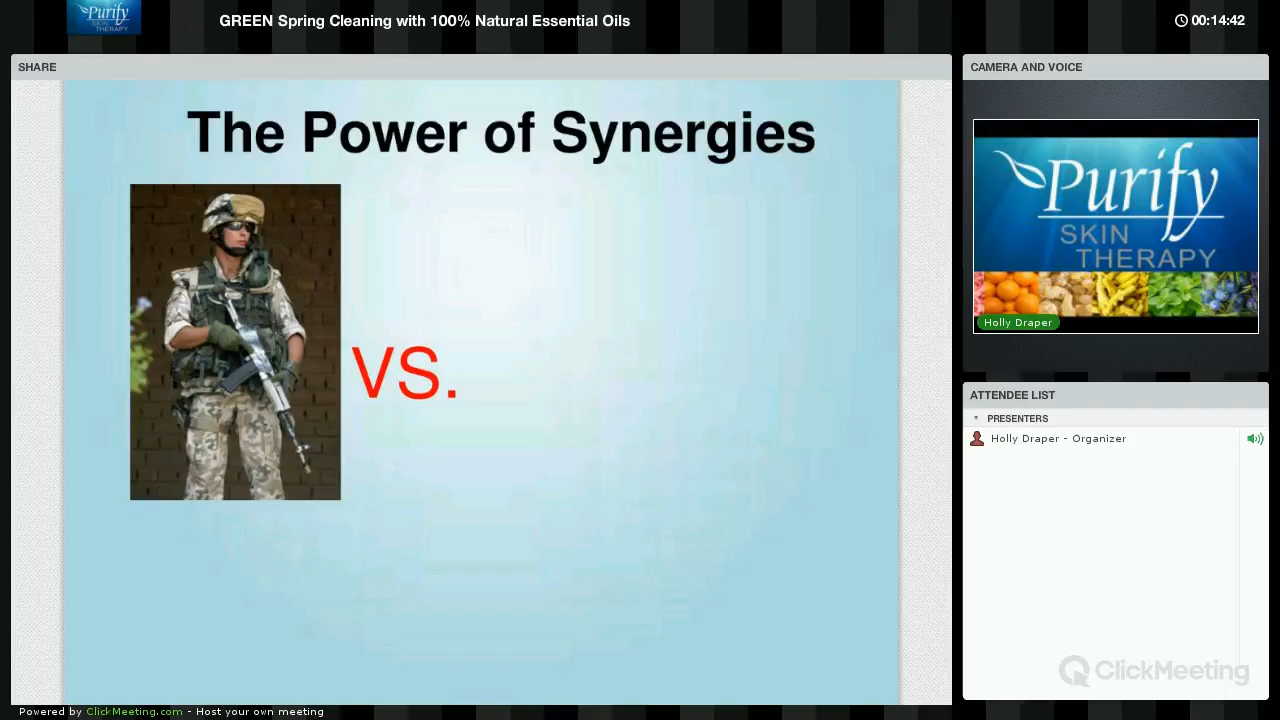 Purify
SKIN
THERAPY
GREEN Spring Cleaning with 100% Natural Essential Oils
00:14:42
SHARE
The Power of Synergies
VS.
CAMERA AND VOICE
Purify
SKIN
THERAPY
Holly Draper
ATTENDEE LIST
PRESENTERS
Holly Draper - Organizer
ClickMeeting
Powered by ClickMeeting.com - Host your own meeting